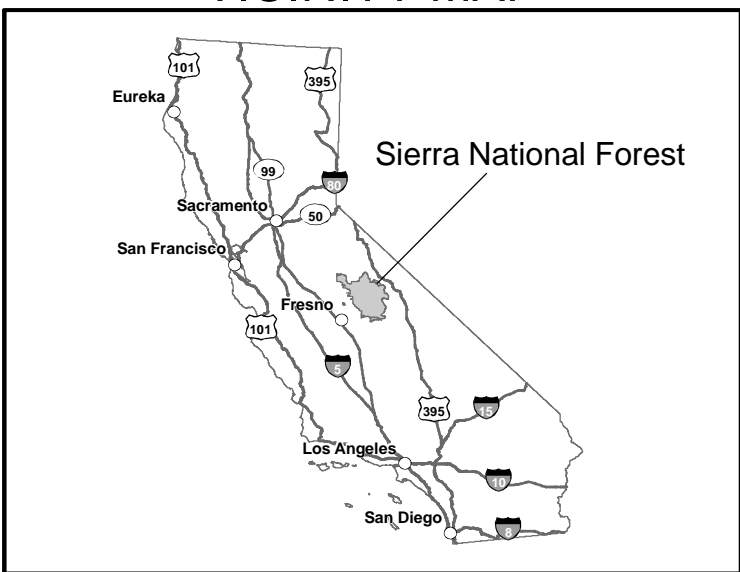 101
395
Eureka
Sierra National Forest
99
80
Sacramento
50
San Francisco
Fresno
101
5
395
15
Los Angeles
10
San Diego
8